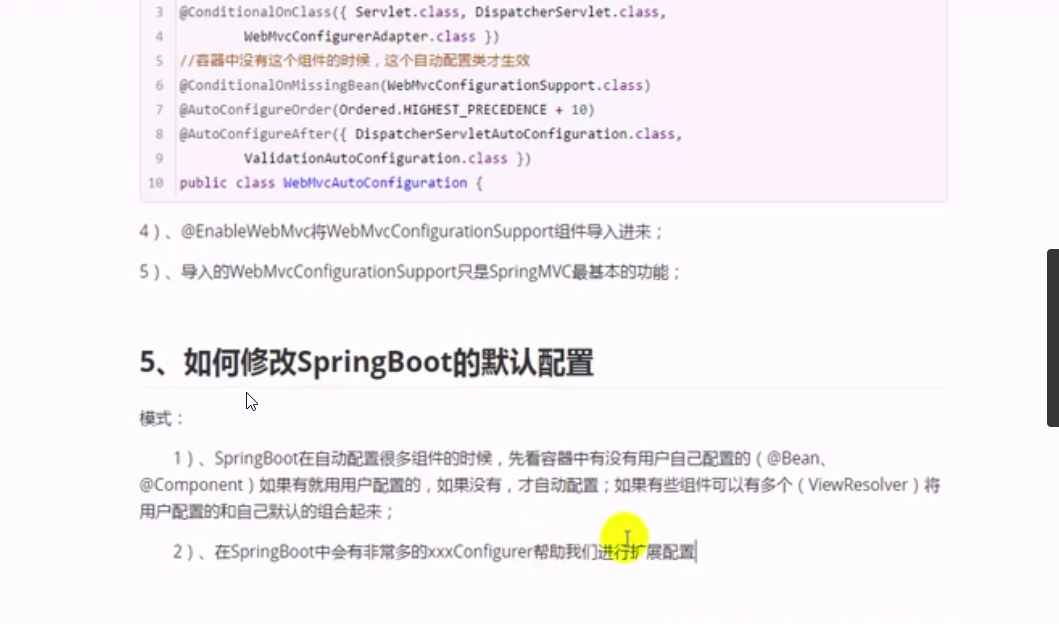 3 @ConditionalOnClass({ Servlet.class, DispatcherServlet.class,
4 WebMvcConfigurerAdapter.class })
5 //容器中没有这个组件的时候，这个自动配置类才生效
6 @ConditionalOnMissingBean(WebMvcConfigurationSupport.class)
7 @AutoConfigureOrder(Ordered.HIGHEST_PRECEDENCE + 10)
8 @AutoConfigureAfter({ DispatcherServletAutoConfiguration.class,
9 ValidationAutoConfiguration.class })
10 public class WebMvcAutoConfiguration {
4）、@EnableWebMvc将WebMvcConfigurationSupport组件导入进来；
5）、导入的WebMvcConfigurationSupport只是SpringMVC最基本的功能；
5、如何修改SpringBoot的默认配置
模式：
1）、SpringBoot在自动配置很多组件的时候，先看容器中有没有用户自己配置的（@Bean、
@Component）如果有就用用户配置的，如果没有，才自动配置；如果有些组件可以有多个（ViewResolver）将
用户配置的和自己默认的组合起来；
2）、在SpringBoot中会有非常多的xxxConfigurer帮助我们进行扩展配置